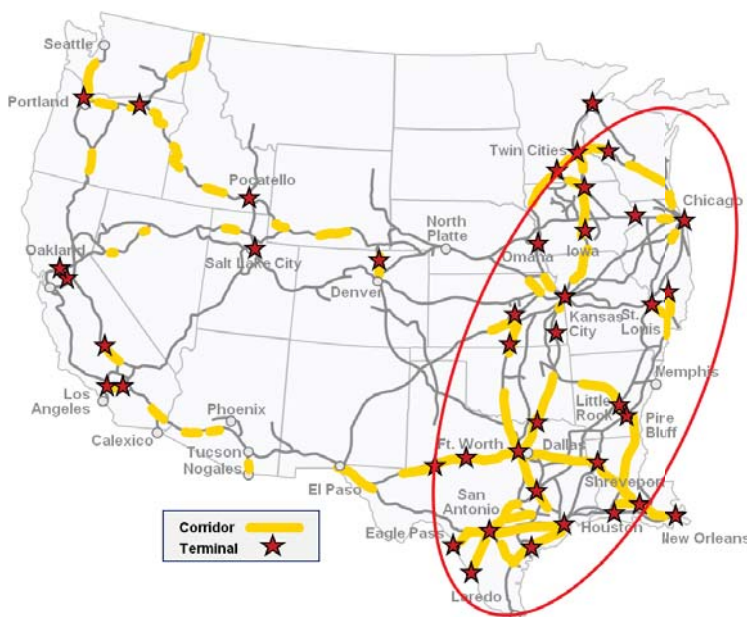 Seattle
Portland
Twin Cities
Pocatello
Chicago
North
Platte
Oakland
Salt Lake City
Omaha
Iowa
Denver
Kansas
City
St.
Louis
Los
Angeles
Memphis
Little
Rock
Phoenix
Pire
Bluff
Calexico
Ft. Worth
Dallas
Tucson
Nogales
Shreveport
El Paso
San
Antonio
Eagle Pass
Houston
New Orleans
Laredo
Corridor
Terminal